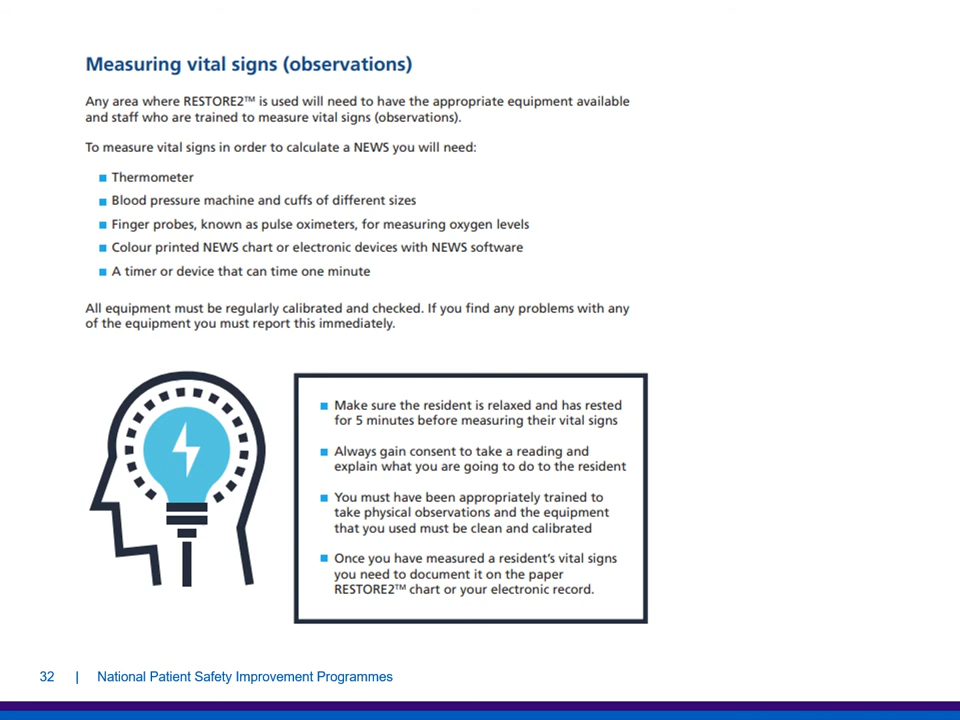 Measuring vital signs (observations)
Any area where RESTORE2™ is used will need to have the appropriate equipment available
and staff who are trained to measure vital signs (observations).
To measure vital signs in order to calculate a NEWS you will need:
Thermometer
Blood pressure machine and cuffs of different sizes
Finger probes, known as pulse oximeters, for measuring oxygen levels
Colour printed NEWS chart or electronic devices with NEWS software
A timer or device that can time one minute
All equipment must be regularly calibrated and checked. If you find any problems with any
of the equipment you must report this immediately.
Make sure the resident is relaxed and has rested
for 5 minutes before measuring their vital signs
Always gain consent to take a reading and
explain what you are going to do to the resident
You must have been appropriately trained to
take physical observations and the equipment
that you used must be clean and calibrated
Once you have measured a resident's vital signs
you need to document it on the paper
RESTORE2™ chart or your electronic record.
32 | National Patient Safety Improvement Programmes